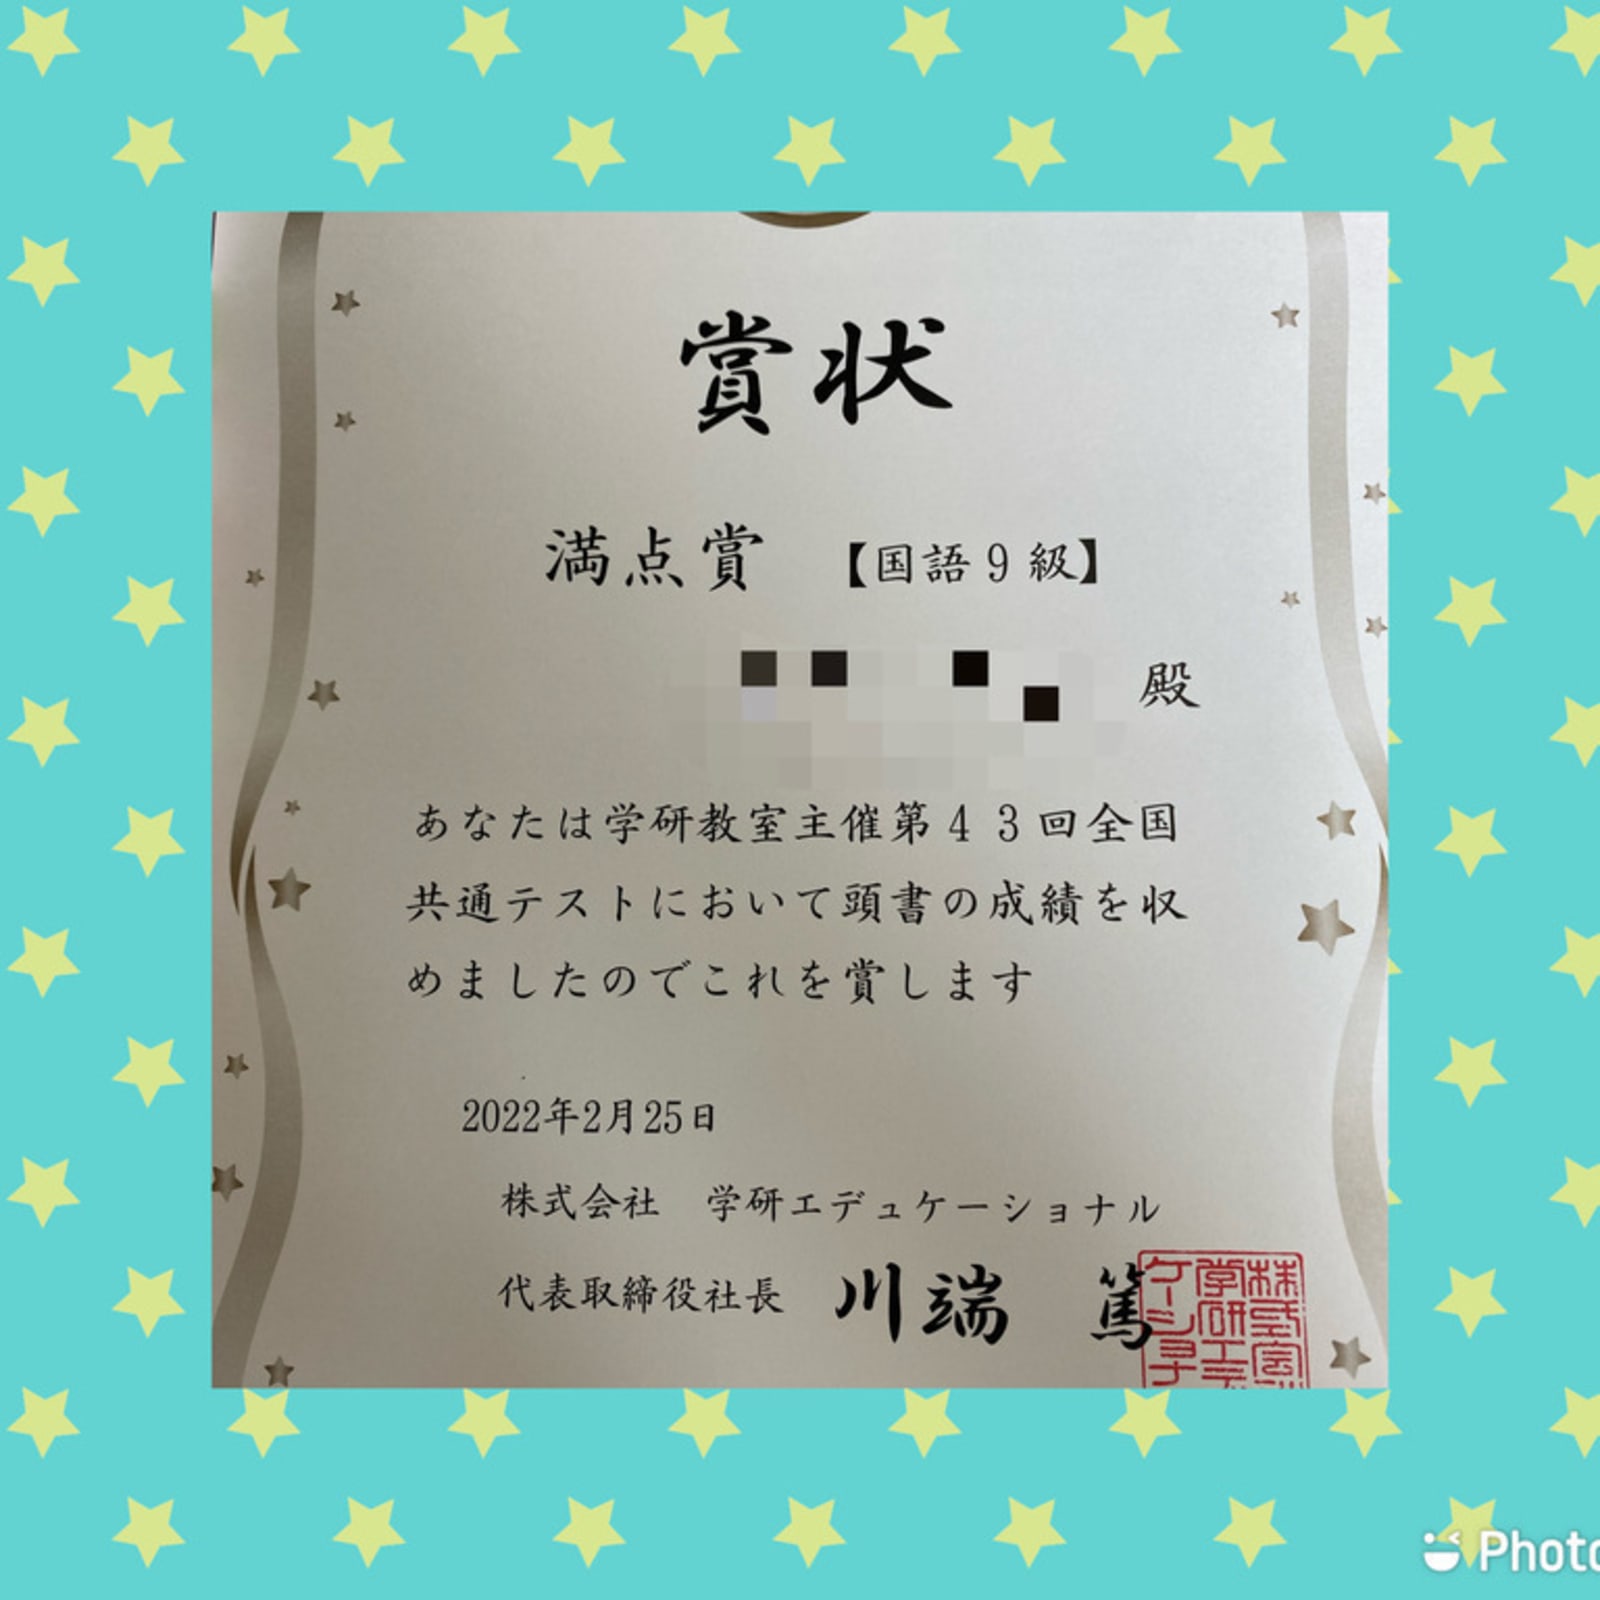 賞状
満点賞 【国語9級】
殿
あなたは学研教室主催第43回全国
共通テストにおいて頭書の成績を収
めましたのでこれを賞します
2022年2月25日
株式会社 学研エデュケーショナル
代表取締役社長 川端 篤
Photo